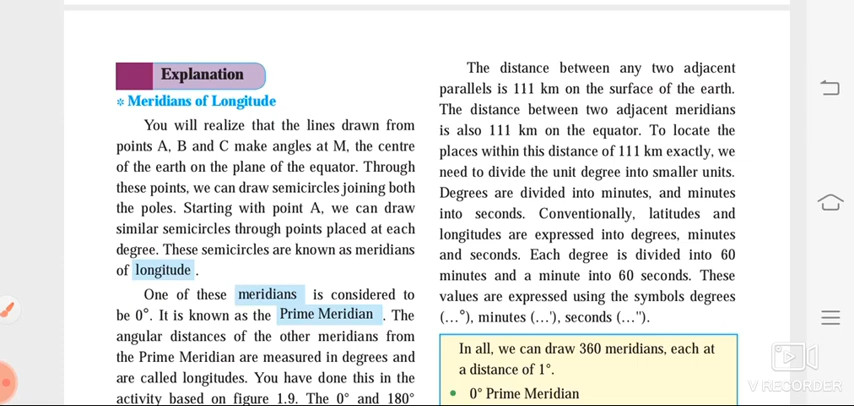 Explanation
* Meridians of Longitude
You will realize that the lines drawn from
points A, B and C make angles at M, the centre
of the earth on the plane of the equator. Through
these points, we can draw semicircles joining both
the poles. Starting with point A, we can draw
similar semicircles through points placed at each
degree. These semicircles are known as meridians
of longitude .
One of these meridians is considered to
be 0°. It is known as the Prime Meridian . The
angular distances of the other meridians from
the Prime Meridian are measured in degrees and
are called longitudes. You have done this in the
activity based on figure 1.9. The 0° and 180°
The distance between any two adjacent
parallels is 111 km on the surface of the earth.
The distance between two adjacent meridians
is also 111 km on the equator. To locate the
places within this distance of 111 km exactly, we
need to divide the unit degree into smaller units.
Degrees are divided into minutes, and minutes
into seconds. Conventionally, latitudes and
longitudes are expressed into degrees, minutes
and seconds. Each degree is divided into 60
minutes and a minute into 60 seconds. These
values are expressed using the symbols degrees
(...°), minutes (...'), seconds (...").
In all, we can draw 360 meridians, each at
a distance of 1°.
• 0° Prime Meridian
V RECORDER